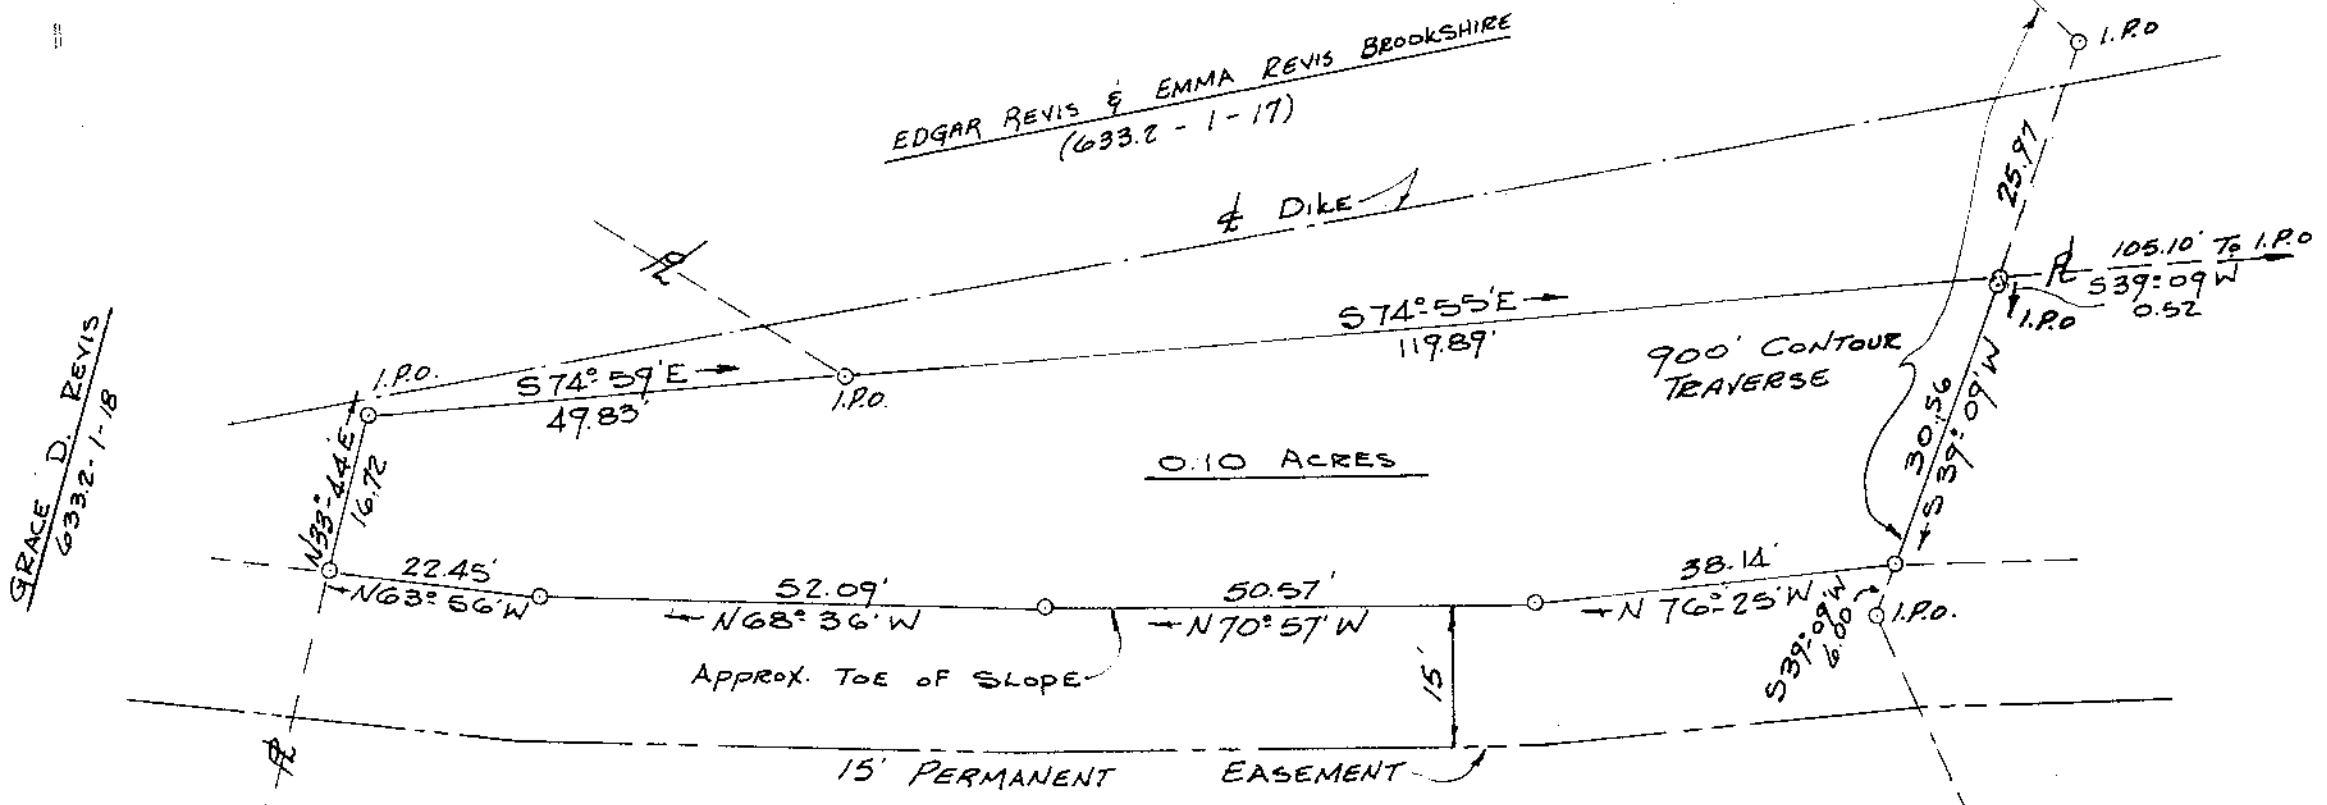 I.P.O
EDGAR REVIS & EMMA REVIS BROOKSHIRE
(633.2-1-17)
25.97
℄ DIKE
℄
105.10' TO I.P.O
S39°-09'W
0.52
I.P.O
S74°-55'E
119.89'
900' CONTOUR
TRAVERSE
GRACE D. REVIS
633.2-1-18
I.P.O.
S74°-59'E
49.83'
I.P.O.
N33°-44'E
16.72
0.10 ACRES
30.56
S39°-09'W
22.45'
N63°-56'W
52.09'
N68°-36'W
50.57'
N70°-57'W
38.14'
N76°-25'W
S39°-09'W
6.00
I.P.O.
APPROX. TOE OF SLOPE
15'
15' PERMANENT EASEMENT